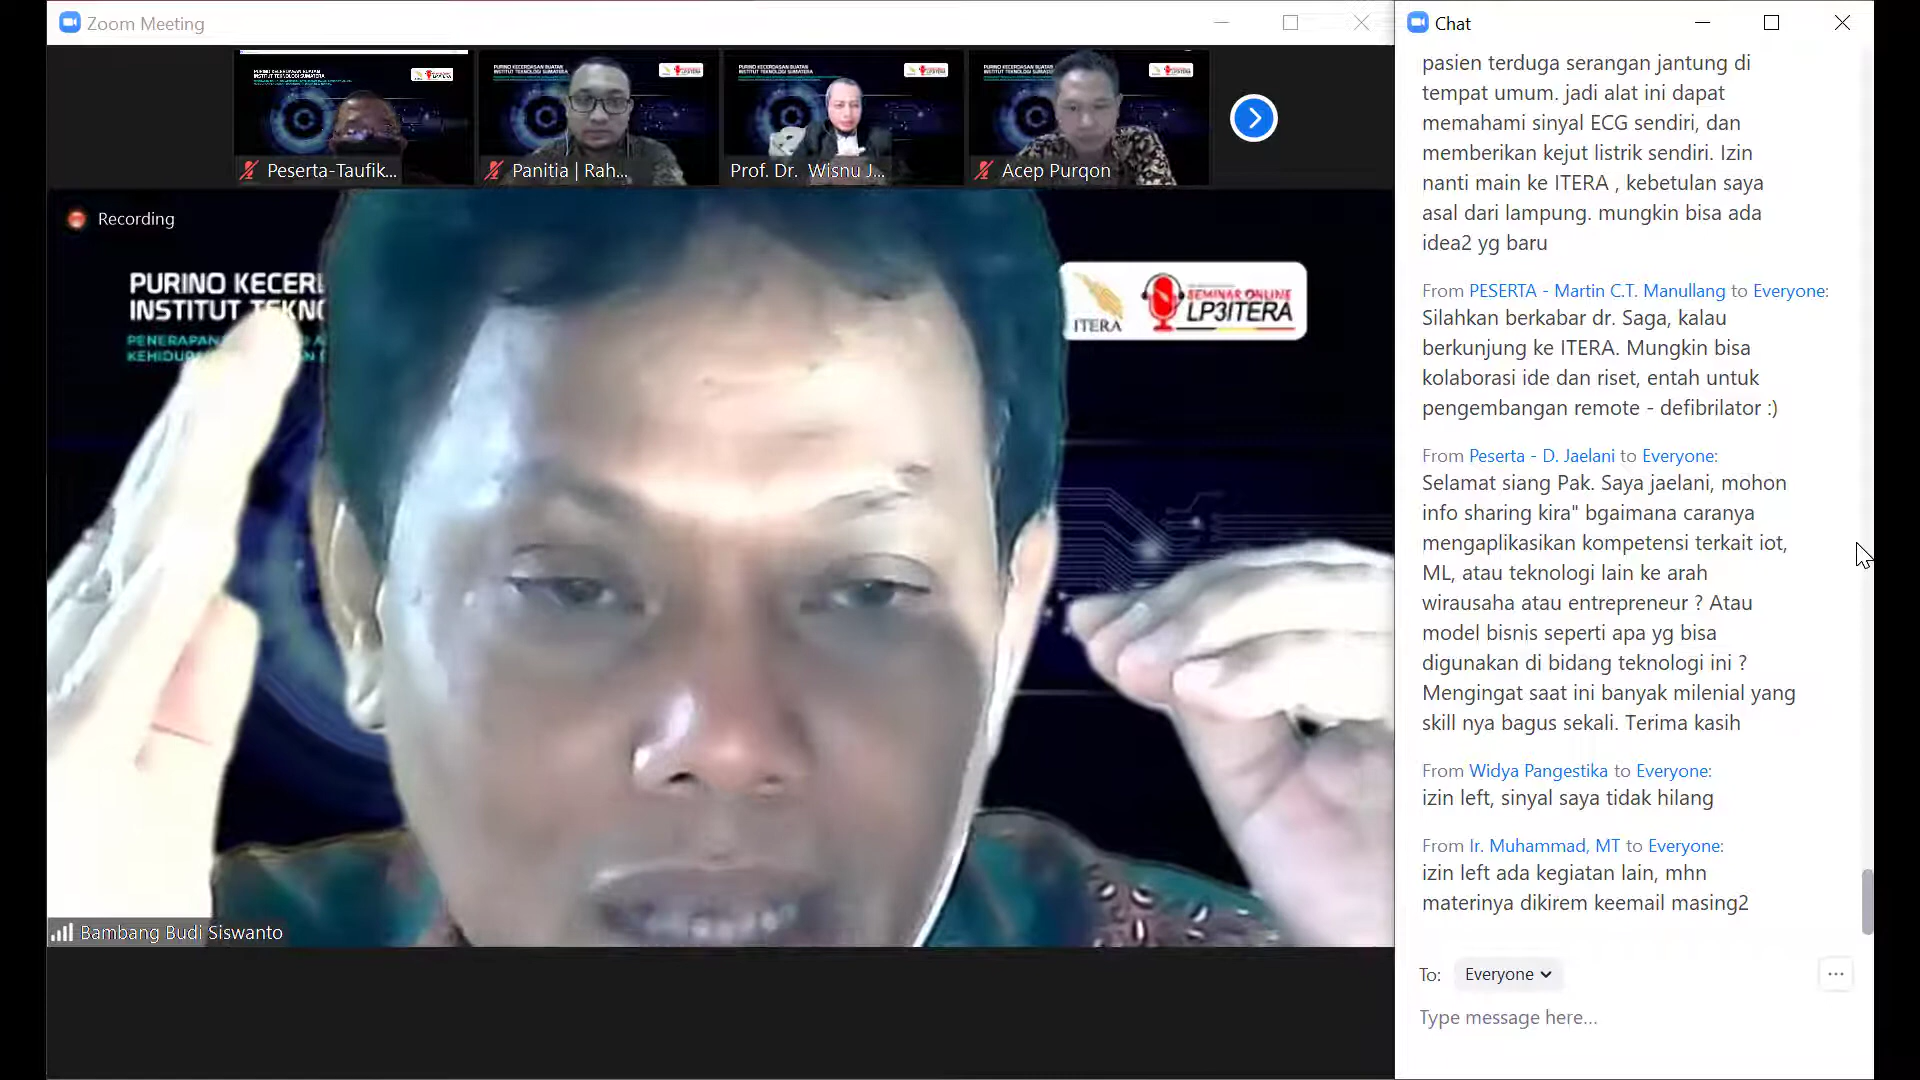 Zoom Meeting
PURINO KECERDASAN BUATAN
INSTITUT TEKNOLOGI SUMATERA
Peserta-Taufik...
Panitia | Rah...
Prof. Dr. Wisnu J...
Acep Purqon
Recording
PURINO KECER
INSTITUT TEKNO
PENERAPAN
ITERA
SEMINAR ONLINE
LP3ITERA
Bambang Budi Siswanto
Chat
pasien terduga serangan jantung di
tempat umum. jadi alat ini dapat
memahami sinyal ECG sendiri, dan
memberikan kejut listrik sendiri. Izin
nanti main ke ITERA , kebetulan saya
asal dari lampung. mungkin bisa ada
idea2 yg baru
From PESERTA - Martin C.T. Manullang to Everyone:
Silahkan berkabar dr. Saga, kalau
berkunjung ke ITERA. Mungkin bisa
kolaborasi ide dan riset, entah untuk
pengembangan remote - defibrilator :)
From Peserta - D. Jaelani to Everyone:
Selamat siang Pak. Saya jaelani, mohon
info sharing kira" bgaimana caranya
mengaplikasikan kompetensi terkait iot,
ML, atau teknologi lain ke arah
wirausaha atau entrepreneur ? Atau
model bisnis seperti apa yg bisa
digunakan di bidang teknologi ini ?
Mengingat saat ini banyak milenial yang
skill nya bagus sekali. Terima kasih
From Widya Pangestika to Everyone:
izin left, sinyal saya tidak hilang
From Ir. Muhammad, MT to Everyone:
izin left ada kegiatan lain, mhn
materinya dikirem keemail masing2
To: Everyone
Type message here...